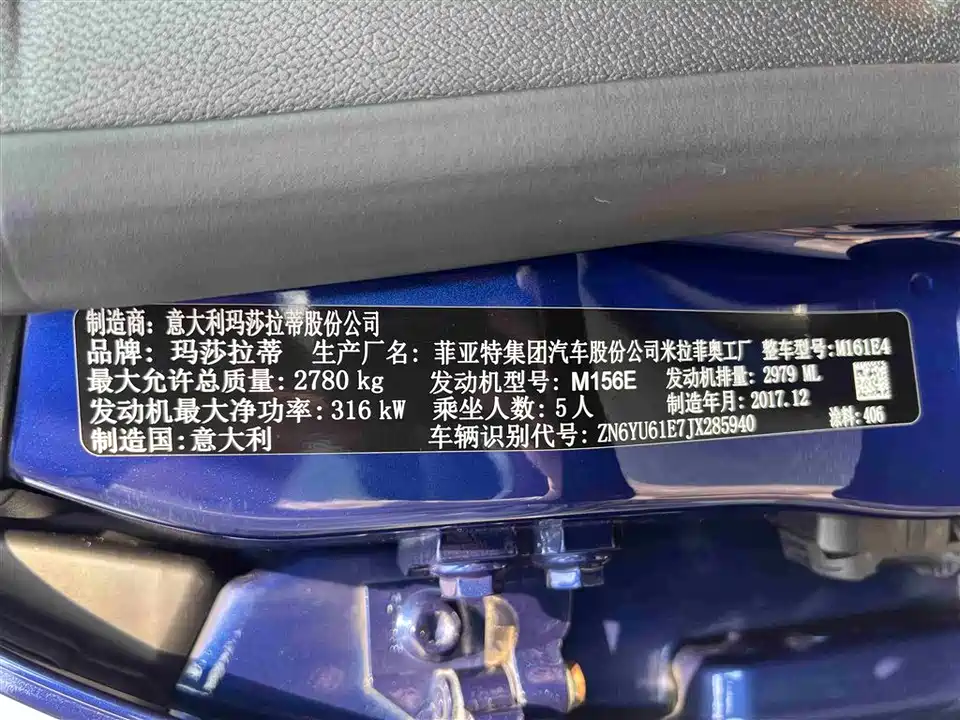 制造商: 意大利玛莎拉蒂股份公司
品牌: 玛莎拉蒂 生产厂名: 菲亚特集团汽车股份公司米拉菲奥工厂 整车型号: M161E4
最大允许总质量: 2780 kg 发动机型号: M156E 发动机排量: 2979 ML
发动机最大净功率: 316 kW 乘坐人数: 5人 制造年月: 2017.12 涂料: 406
制造国: 意大利 车辆识别代号: ZN6YU61E7JX285940